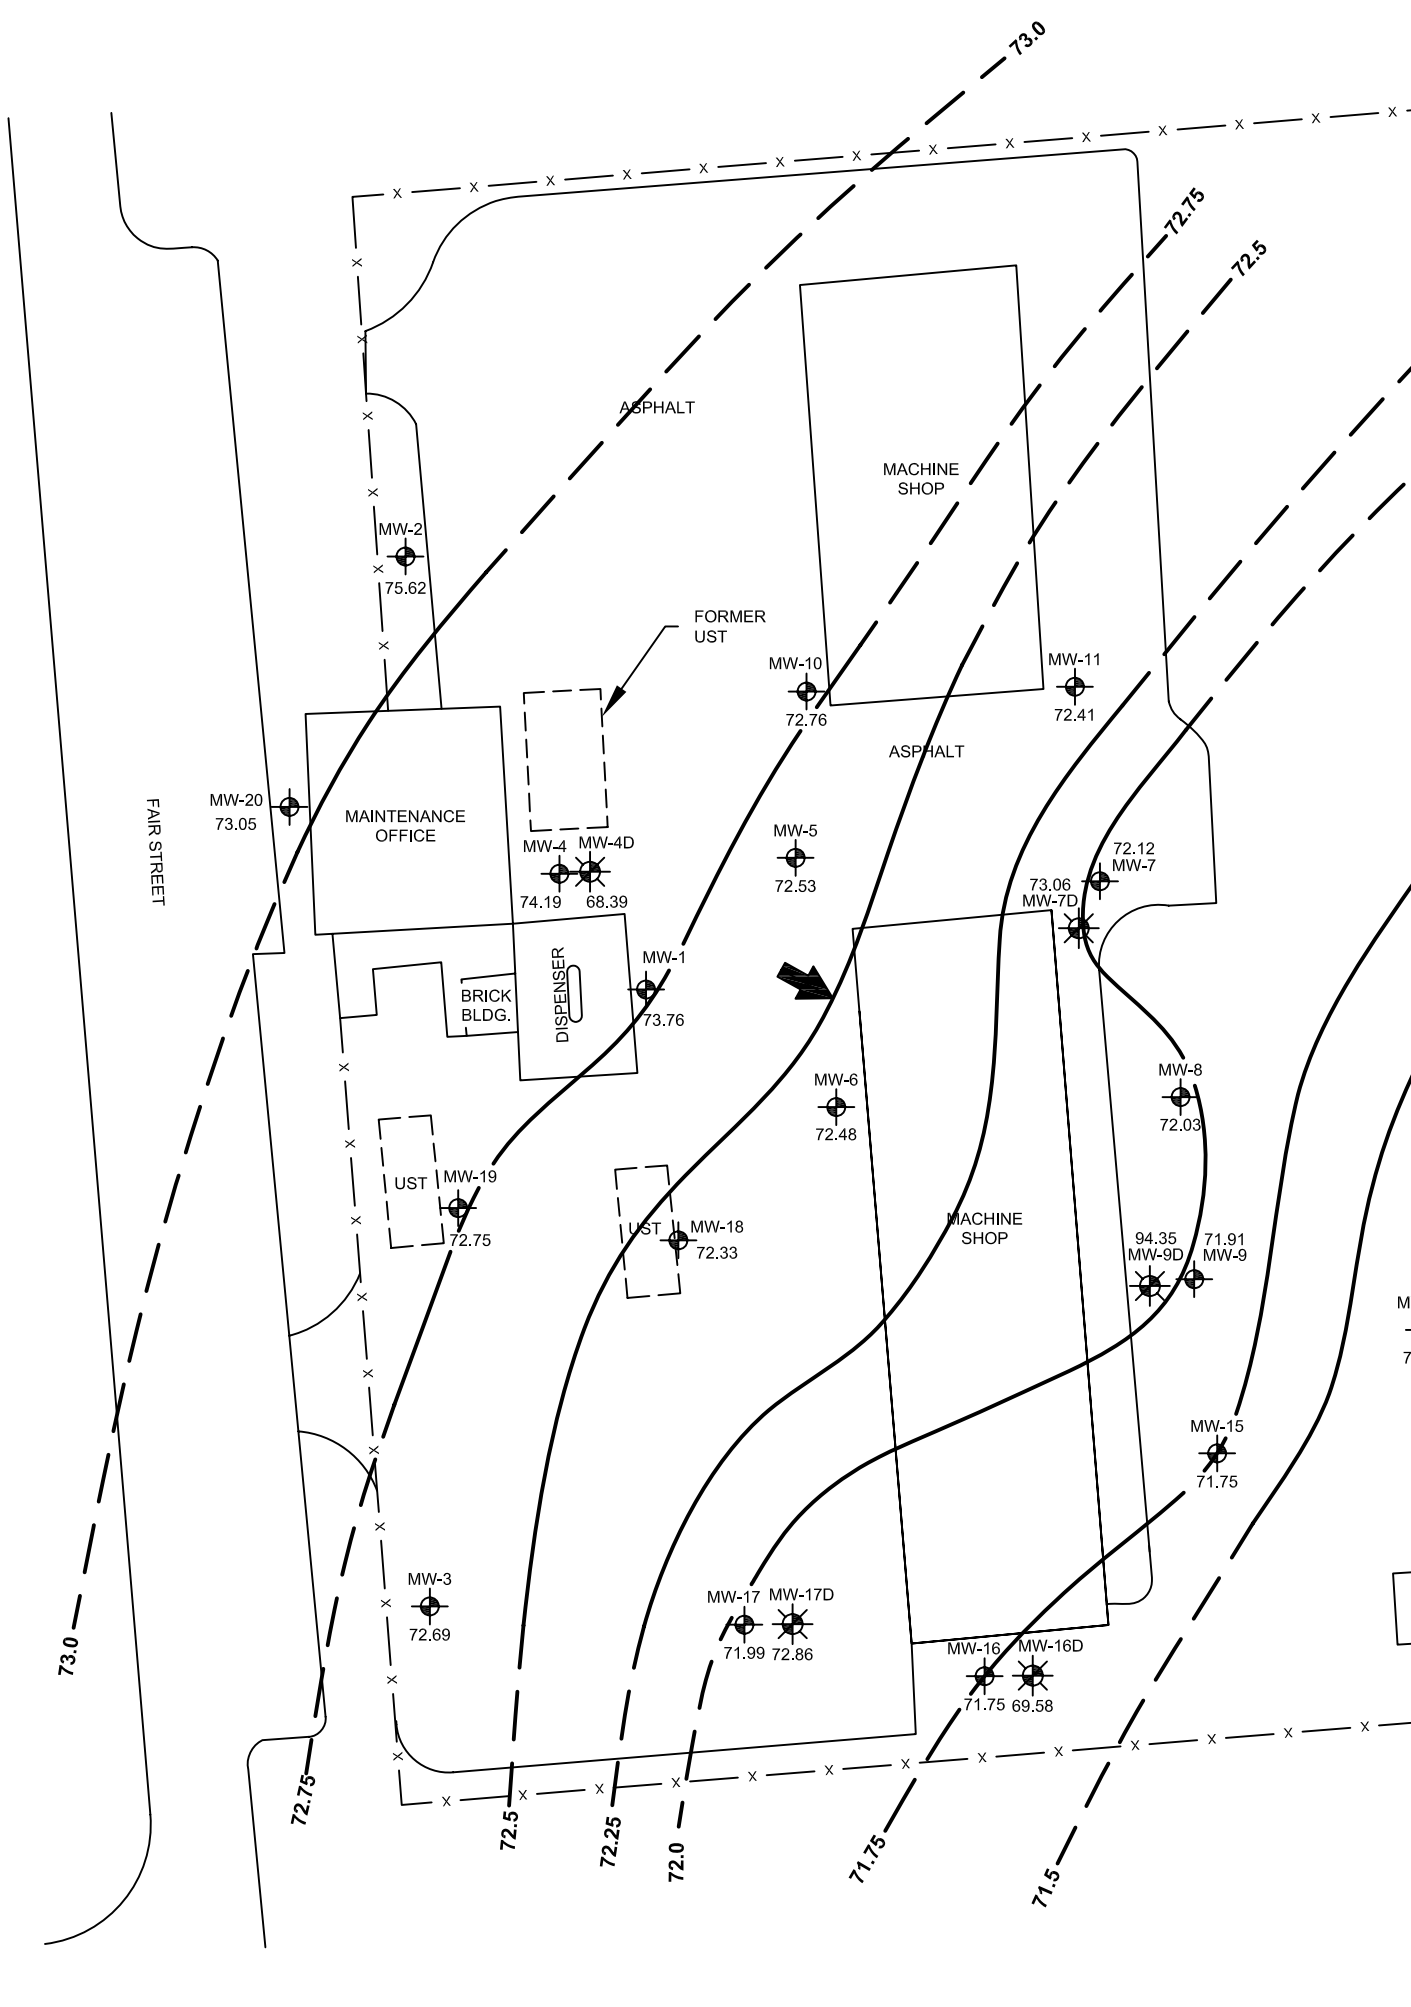 73.0
72.75
72.5
ASPHALT
MACHINE
SHOP
MW-2
75.62
FORMER
UST
MW-10
72.76
MW-11
72.41
ASPHALT
MW-20
73.05
FAIR STREET
MAINTENANCE
OFFICE
MW-4
74.19
MW-4D
68.39
MW-5
72.53
72.12
MW-7
73.06
MW-7D
DISPENSER
BRICK
BLDG.
MW-1
73.76
MW-6
72.48
MW-8
72.03
UST
MW-19
72.75
UST
MW-18
72.33
MACHINE
SHOP
94.35
MW-9D
71.91
MW-9
M
7
MW-15
71.75
MW-3
72.69
MW-17
71.99
MW-17D
72.86
MW-16
71.75
MW-16D
69.58
73.0
72.75
72.5
72.25
72.0
71.75
71.5